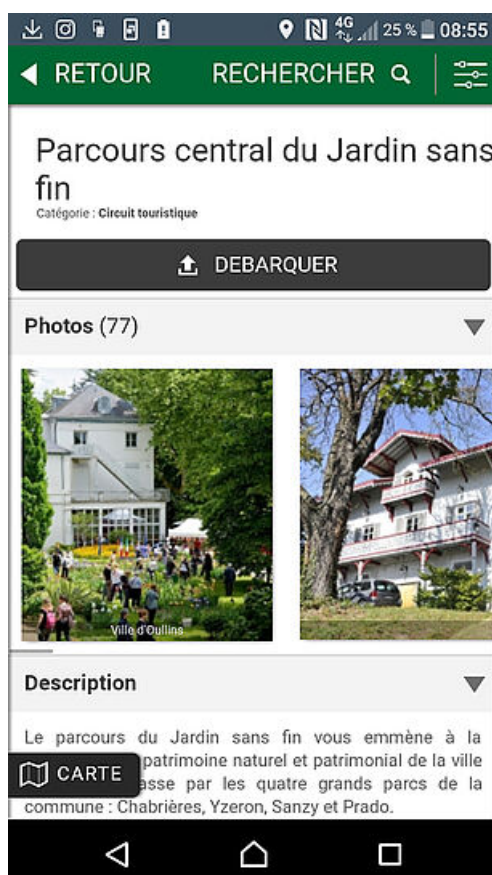 4G 25 % 08:55
RETOUR RECHERCHER
Parcours central du Jardin sans
fin
Catégorie : Circuit touristique
DEBARQUER
Photos (77)
Ville d'Oullins
Description
Le parcours du Jardin sans fin vous emmène à la
patrimoine naturel et patrimonial de la ville
CARTE
asse par les quatre grands parcs de la
commune : Chabrières, Yzeron, Sanzy et Prado.